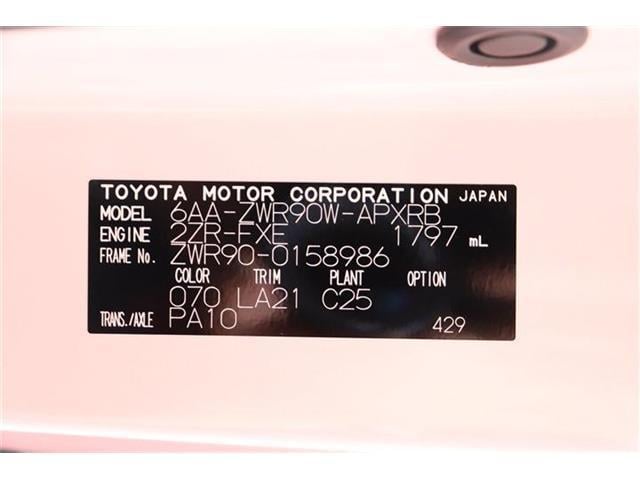 TOYOTA MOTOR CORPORATION JAPAN
MODEL 6AA-ZWR90W-APXRB
ENGINE 2ZR-FXE 1797 mL
FRAME No. ZWR90-0158986
COLOR TRIM PLANT OPTION
070 LA21 C25
TRANS./AXLE PA10 429